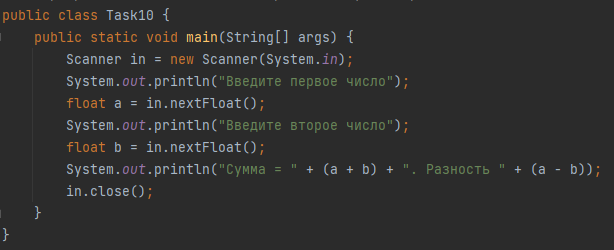 public class Task10 {
public static void main(String[] args) {
Scanner in = new Scanner(System.in);
System.out.println("Введите первое число");
float a = in.nextFloat();
System.out.println("Введите второе число");
float b = in.nextFloat();
System.out.println("Сумма = " + (a + b) + ". Разность " + (a - b));
in.close();
}
}